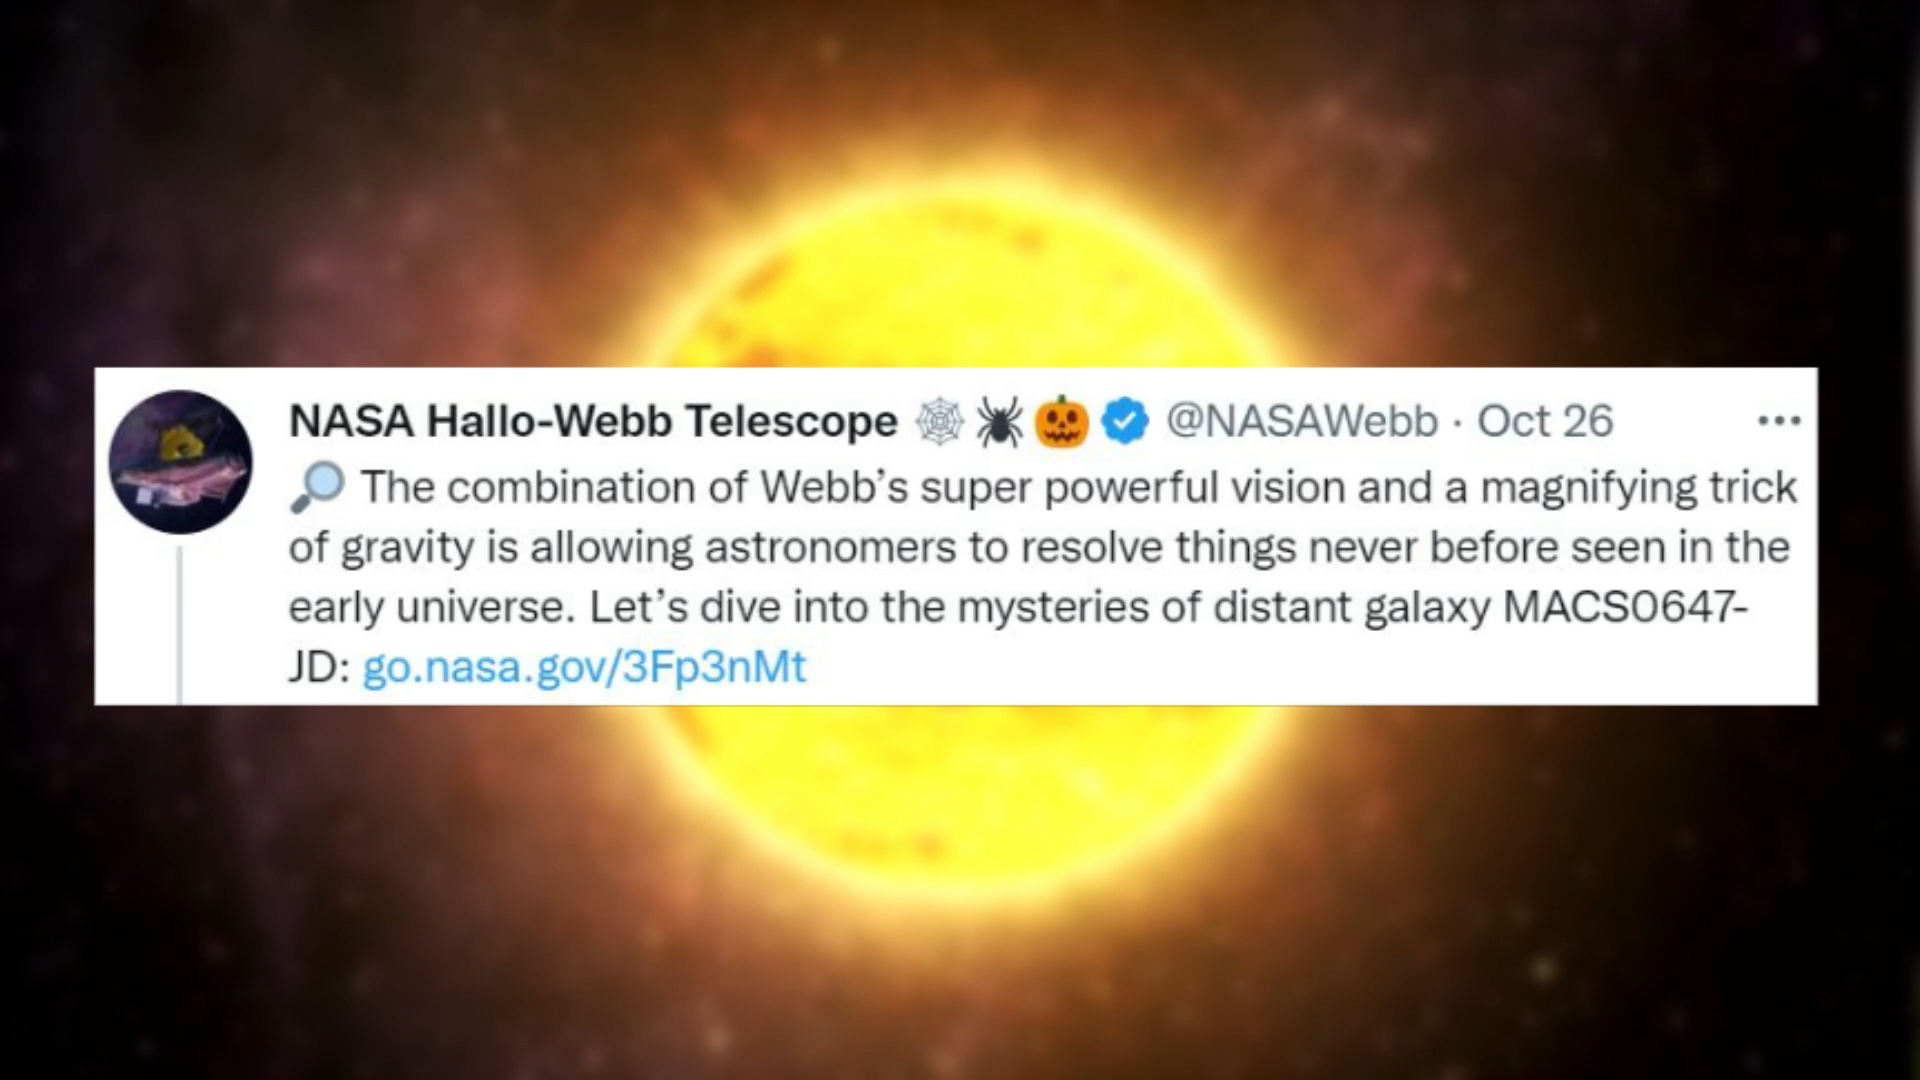 NASA Hallo-Webb Telescope 🕸️🕷️🎃 @NASAWebb · Oct 26 ...
🔎 The combination of Webb’s super powerful vision and a magnifying trick
of gravity is allowing astronomers to resolve things never before seen in the
early universe. Let’s dive into the mysteries of distant galaxy MACS0647-
JD: go.nasa.gov/3Fp3nMt